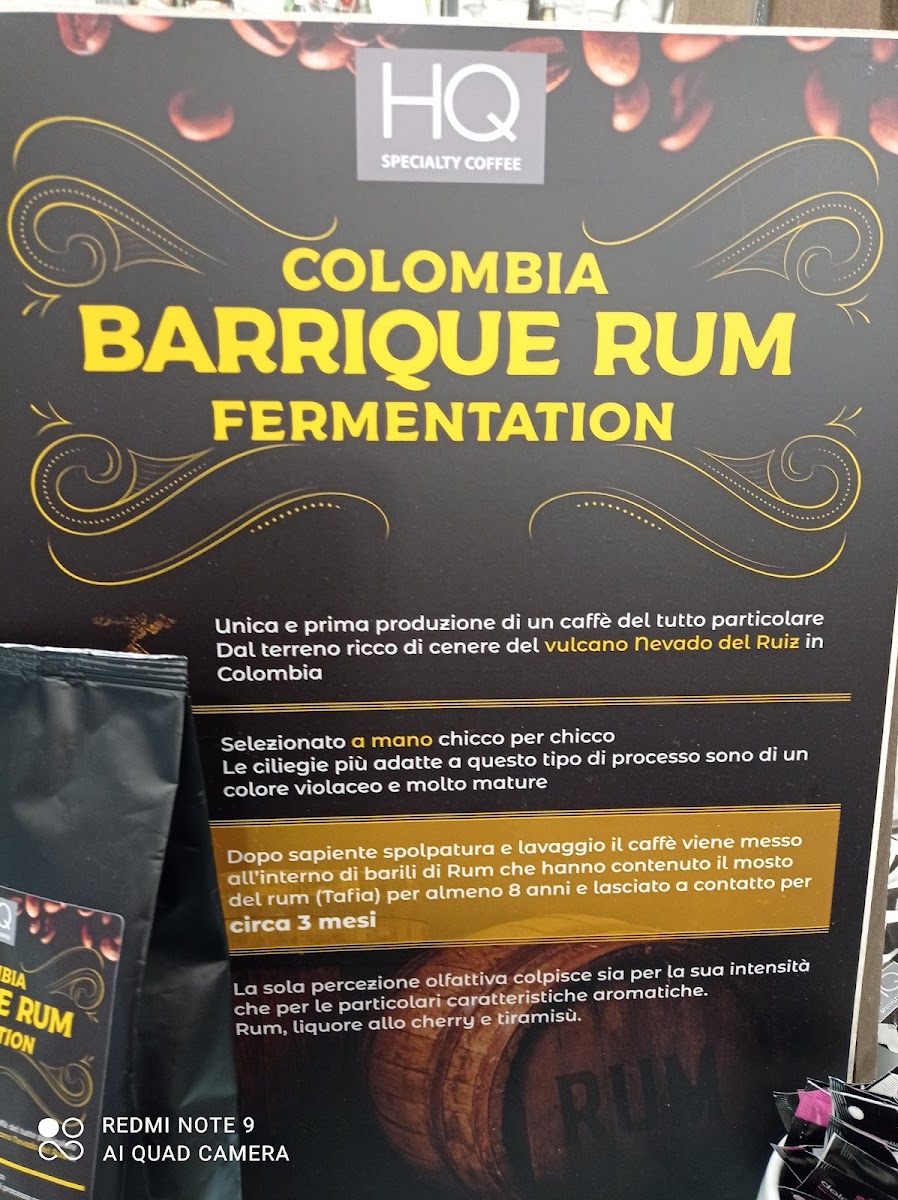 HQ
SPECIALTY COFFEE
COLOMBIA
BARRIQUE RUM
FERMENTATION
Unica e prima produzione di un caffè del tutto particolare
Dal terreno ricco di cenere del vulcano Nevado del Ruiz in
Colombia
Selezionato a mano chicco per chicco
Le ciliegie più adatte a questo tipo di processo sono di un
colore violaceo e molto mature
Dopo sapiente spolpatura e lavaggio il caffè viene messo
all'interno di barili di Rum che hanno contenuto il mosto
del rum (Tafia) per almeno 8 anni e lasciato a contatto per
circa 3 mesi
La sola percezione olfattiva colpisce sia per la sua intensità
che per le particolari caratteristiche aromatiche.
Rum, liquore allo cherry e tiramisù.
RUM
RUM
REDMI NOTE 9
AI QUAD CAMERA